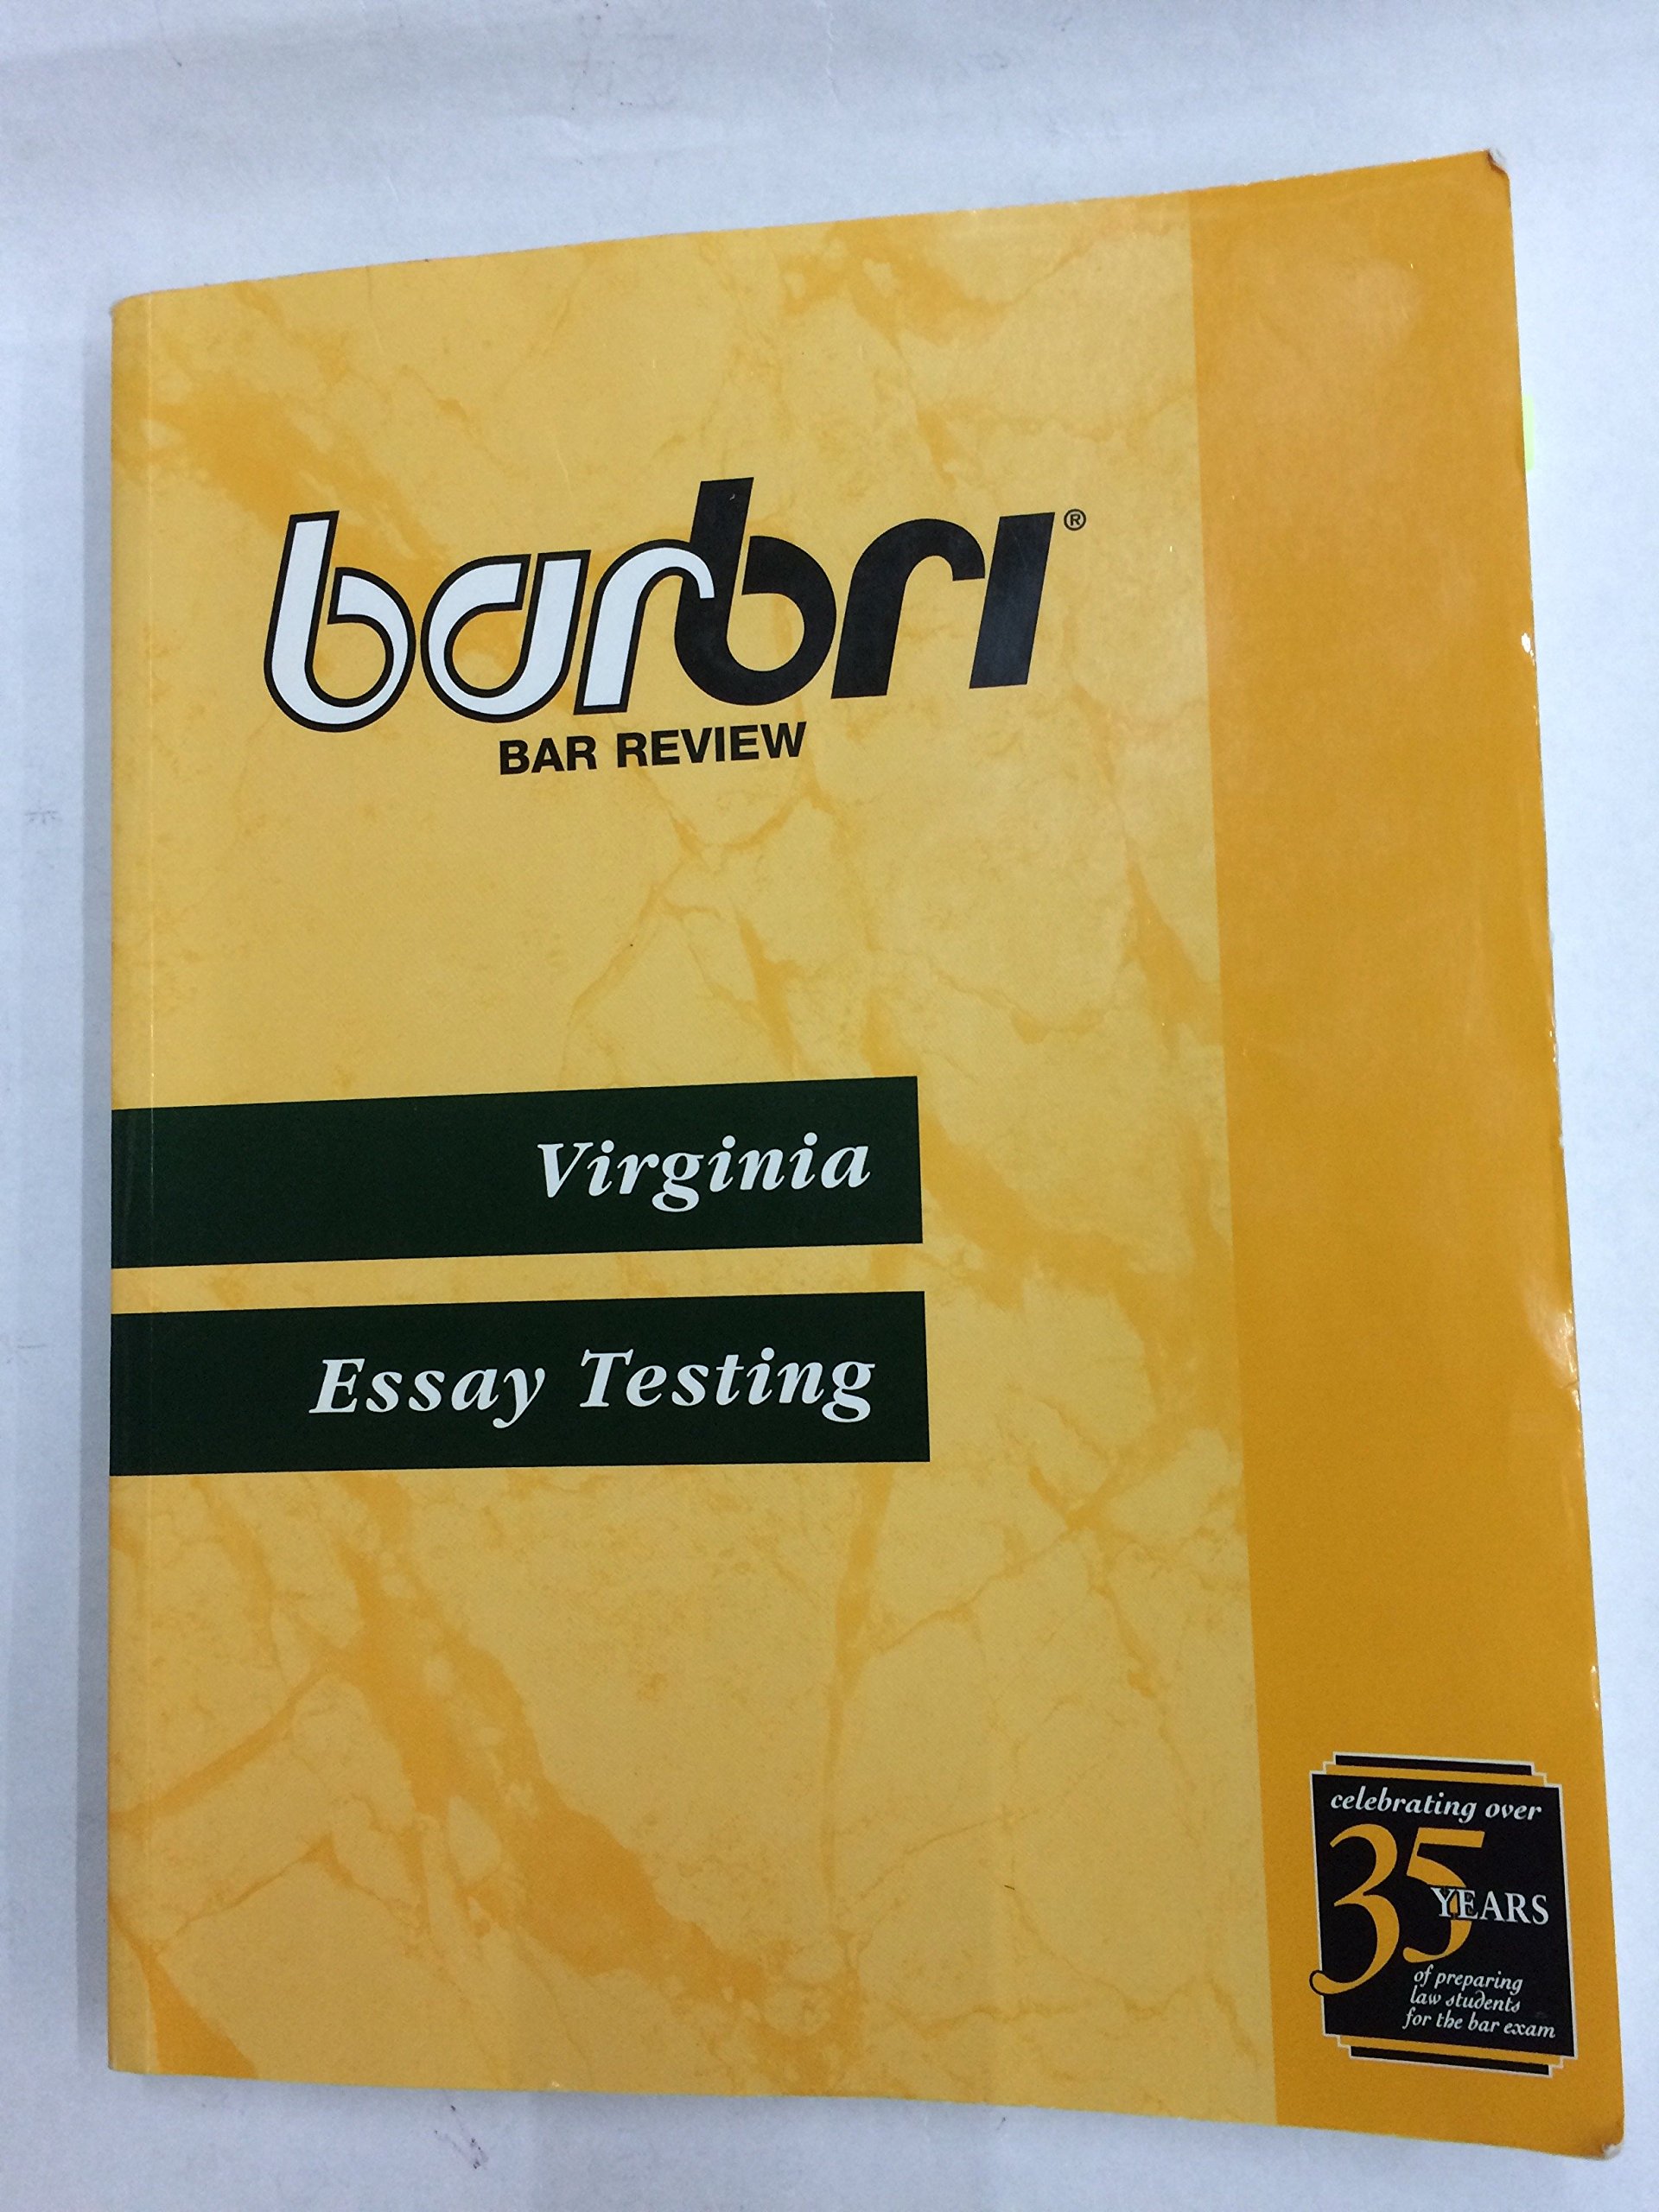 barbri®
BAR REVIEW
Virginia
Essay Testing
celebrating over
35
YEARS
of preparing
law students
for the bar exam